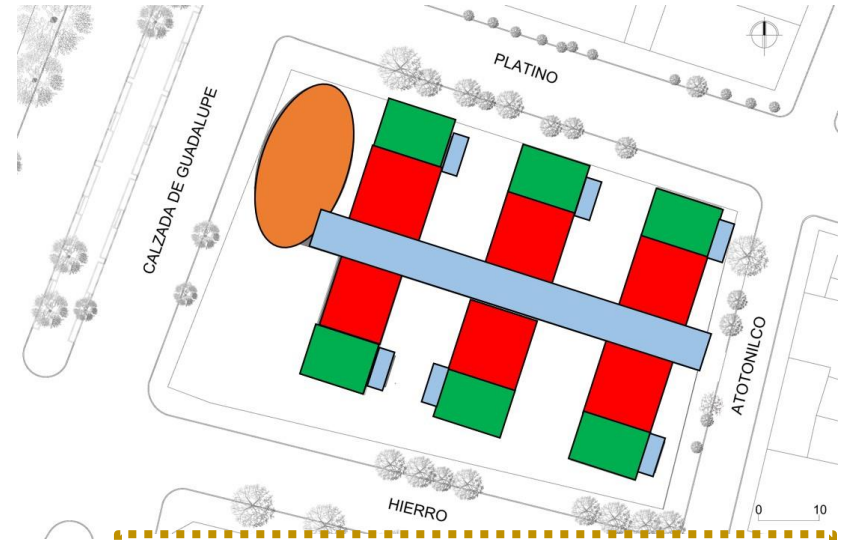 PLATINO
CALZADA DE GUADALUPE
ATOTONILCO
HIERRO
0 10